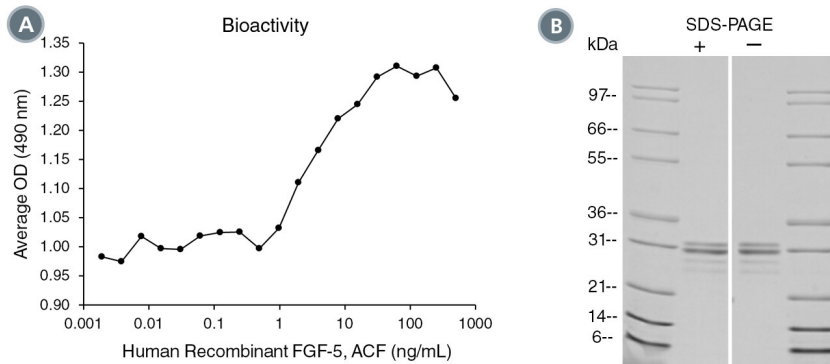 A
Bioactivity
1.35
1.30
1.25
1.20
1.15
1.10
1.05
1.00
0.95
0.90
Average OD (490 nm)
0.001 0.01 0.1 1 10 100 1000
Human Recombinant FGF-5, ACF (ng/mL)
B
SDS-PAGE
kDa + −
97--
66--
55--
36--
31--
21--
14--
6--